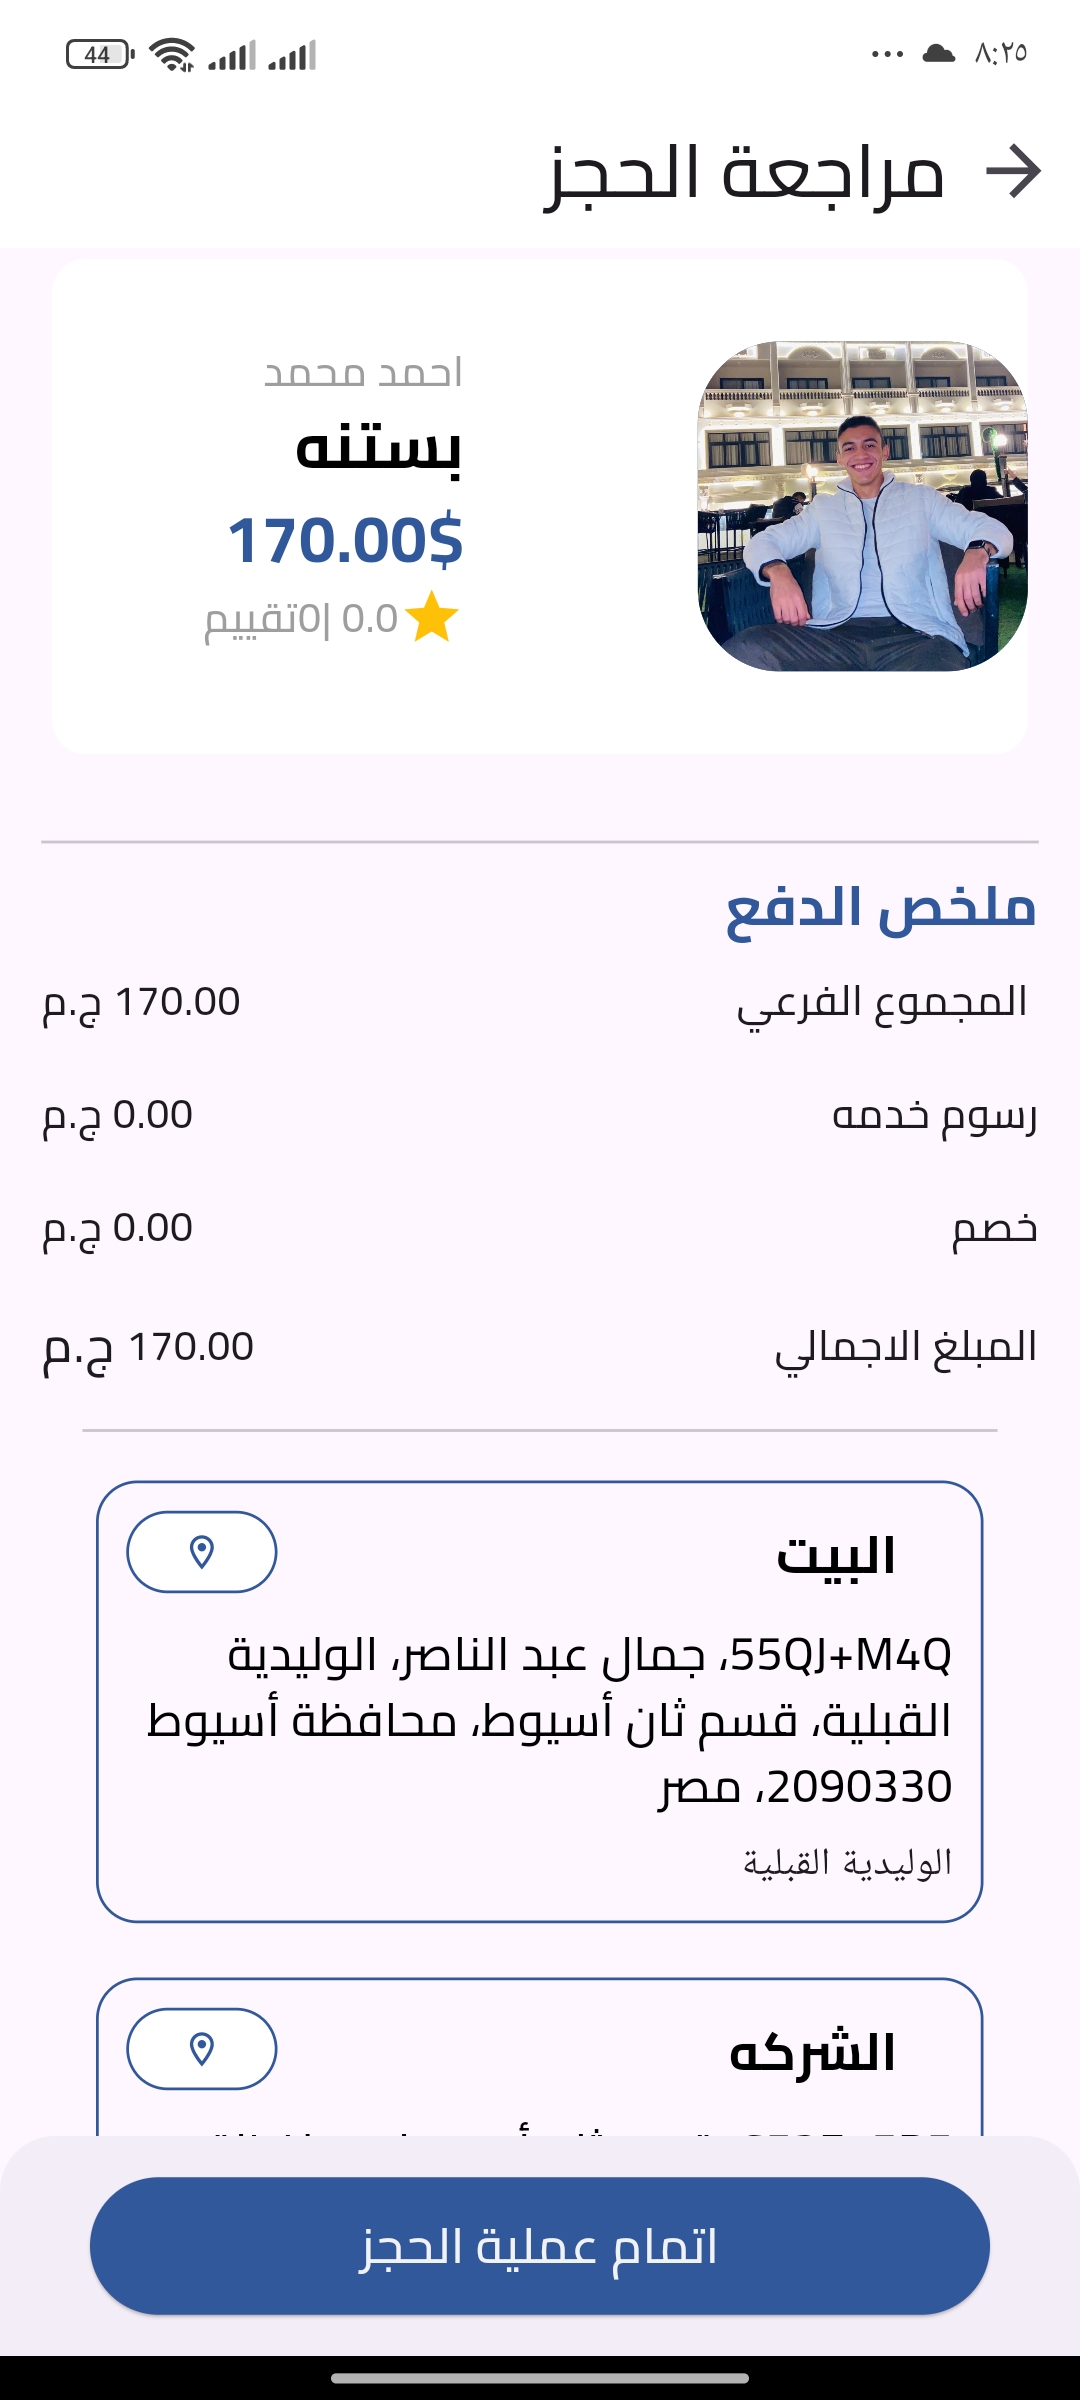 ٨:٢٥
44
مراجعة الحجز
احمد محمد
بستنه
170.00$
0.0 |0تقييم
ملخص الدفع
المجموع الفرعي 170.00 ج.م
رسوم خدمه 0.00 ج.م
خصم 0.00 ج.م
المبلغ الاجمالي 170.00 ج.م
البيت
55QJ+M4Q، جمال عبد الناصر، الوليدية
القبلية، قسم ثان أسيوط، محافظة أسيوط
2090330، مصر
الوليدية القبلية
الشركه
اتمام عملية الحجز